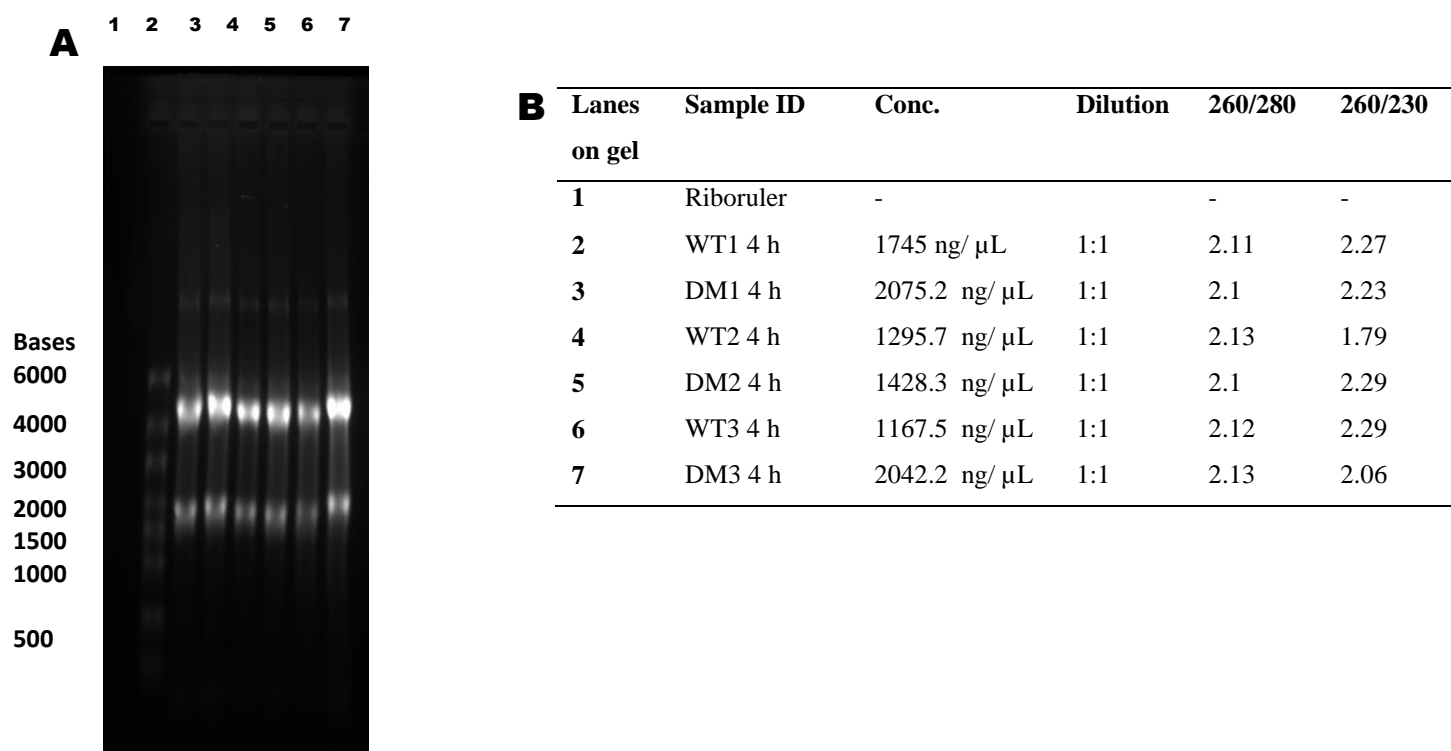 1 2 3 4 5 6 7
A
Bases
6000
4000
3000
2000
1500
1000
500
B
Lanes on gel Sample ID Conc. Dilution 260/280 260/230
1 Riboruler - - -
2 WT1 4 h 1745 ng/ µL 1:1 2.11 2.27
3 DM1 4 h 2075.2 ng/ µL 1:1 2.1 2.23
4 WT2 4 h 1295.7 ng/ µL 1:1 2.13 1.79
5 DM2 4 h 1428.3 ng/ µL 1:1 2.1 2.29
6 WT3 4 h 1167.5 ng/ µL 1:1 2.12 2.29
7 DM3 4 h 2042.2 ng/ µL 1:1 2.13 2.06